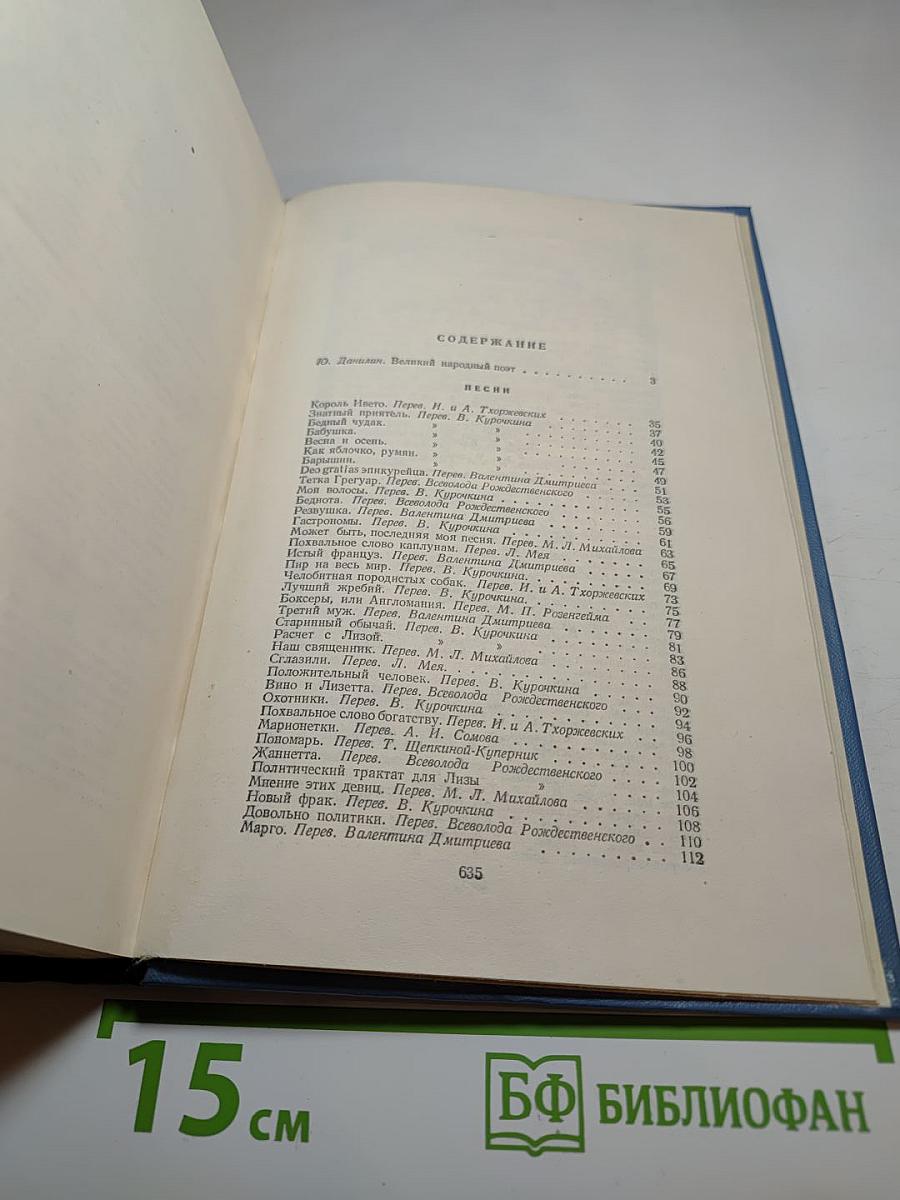 СОДЕРЖАНИЕ
Ю. Данилин. Великий народный поэт . . . . . . . . . . 3
ПЕСНИ
Король Ивето. Перев. И. и А. Тхоржевских . . . . . . . 35
Знатный приятель. Перев. В. Курочкина . . . . . . . 37
Бедный чудак. » » . . . . . . . 40
Бабушка. » » . . . . . . . 42
Весна и осень. » » . . . . . . . 45
Как яблочко, румян. » » . . . . . . . 47
Барышни. » » . . . . . . . 49
Deo gratias эпикурейца. Перев. Валентина Дмитриева . . . 51
Тетка Грегуар. Перев. Всеволода Рождественского . . . . 53
Мои волосы. Перев. В. Курочкина . . . . . . . 55
Беднота. Перев. Всеволода Рождественского . . . . . 56
Резвушка. Перев. Валентина Дмитриева . . . . . . 59
Гастрономы. Перев. В. Курочкина . . . . . . . 61
Может быть, последняя моя песня. Перев. М. Л. Михайлова 63
Похвальное слово каплунам. Перев. Л. Мея . . . . . . 65
Истый француз. Перев. Валентина Дмитриева . . . . . 67
Пир на весь мир. Перев. В. Курочкина. . . . . . . . 69
Челобитная породистых собак. Перев. И. и А. Тхоржевских 73
Лучший жребий. Перев. В. Курочкина. . . . . . . . 75
Боксеры, или Англомания. Перев. М. П. Розенгейма . . . 77
Третий муж. Перев. Валентина Дмитриева . . . . . . 79
Старинный обычай. Перев. В. Курочкина . . . . . . . 81
Расчет с Лизой. » » . . . . . . . 83
Наш священник. Перев. М. Л. Михайлова . . . . . . 86
Сглазили. Перев. Л. Мея. . . . . . . . . . 88
Положительный человек. Перев. В. Курочкина . . . . . 90
Вино и Лизетта. Перев. Всеволода Рождественского . . . 92
Охотники. Перев. В. Курочкина . . . . . . . 94
Похвальное слово богатству. Перев. И. и А. Тхоржевских . . 96
Марионетки. Перев. А. И. Сомова . . . . . . . 98
Пономарь. Перев. Т. Щепкиной-Куперник . . . . . . 100
Жаннетта. Перев. Всеволода Рождественского . . . . 102
Политический трактат для Лизы » . . . . . 104
Мнение этих девиц. Перев. М. Л. Михайлова . . . . . 106
Новый фрак. Перев. В. Курочкина . . . . . . . 108
Довольно политики. Перев. Всеволода Рождественского . . 110
Марго. Перев. Валентина Дмитриева . . . . . . . 112
635
15 см
БФ БИБЛИОФАН